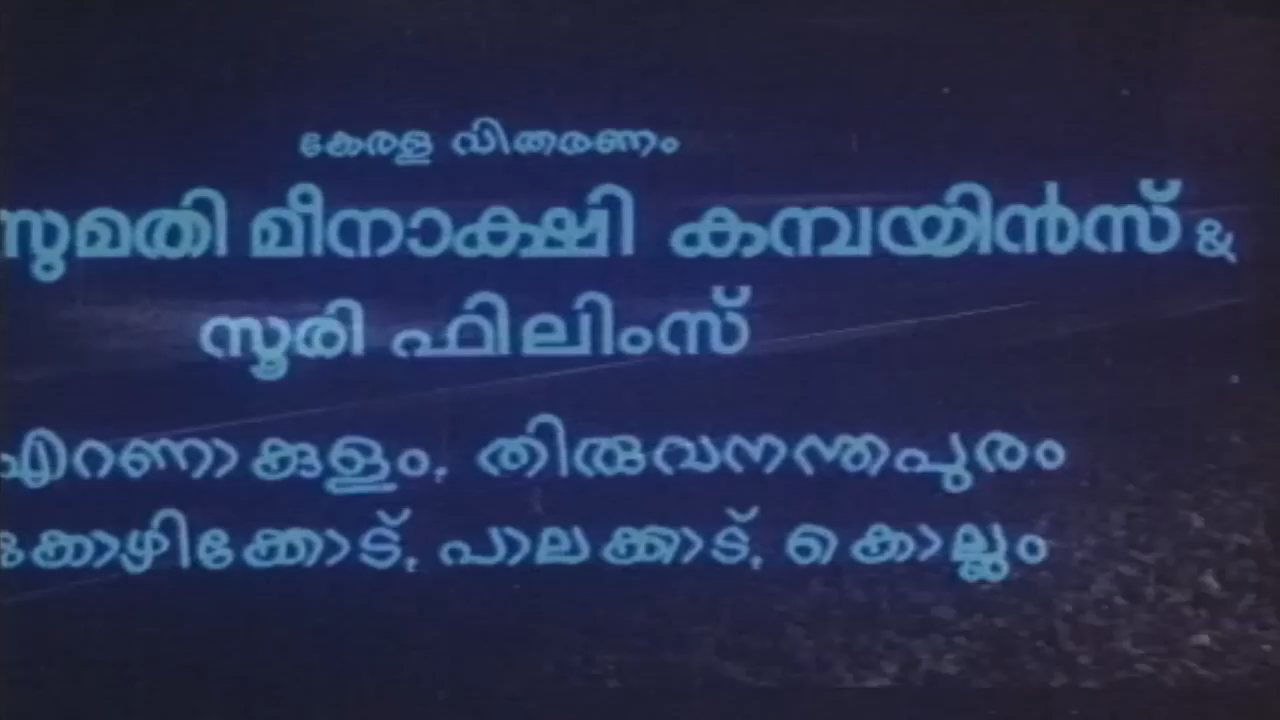 കേരള വിതരണം
സുമതി മീനാക്ഷി കമ്പയിൻസ് &
സൂരി ഫിലിംസ്
എറണാകുളം, തിരുവനന്തപുരം
കോഴിക്കോട്, പാലക്കാട്, കൊല്ലം